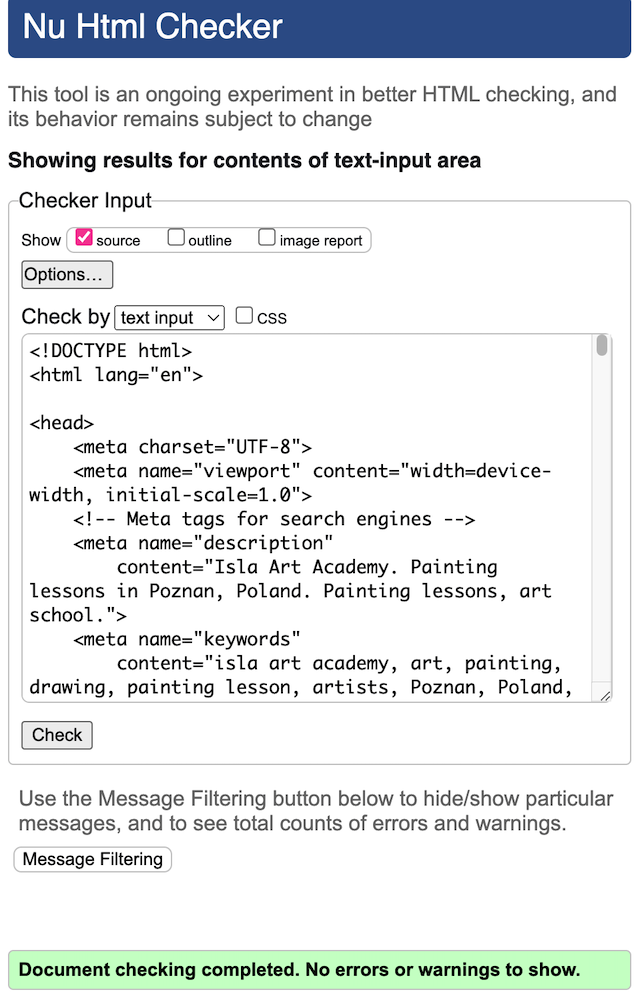 Nu Html Checker
This tool is an ongoing experiment in better HTML checking, and
its behavior remains subject to change
Showing results for contents of text-input area
Checker Input
Show source outline image report
Options…
Check by text input CSS
<!DOCTYPE html>
<html lang="en">
<head>
    <meta charset="UTF-8">
    <meta name="viewport" content="width=device-
width, initial-scale=1.0">
    <!-- Meta tags for search engines -->
    <meta name="description"
        content="Isla Art Academy. Painting
lessons in Poznan, Poland. Painting lessons, art
school.">
    <meta name="keywords"
        content="isla art academy, art, painting,
drawing, painting lesson, artists, Poznan, Poland,
Check
Use the Message Filtering button below to hide/show particular
messages, and to see total counts of errors and warnings.
Message Filtering
Document checking completed. No errors or warnings to show.